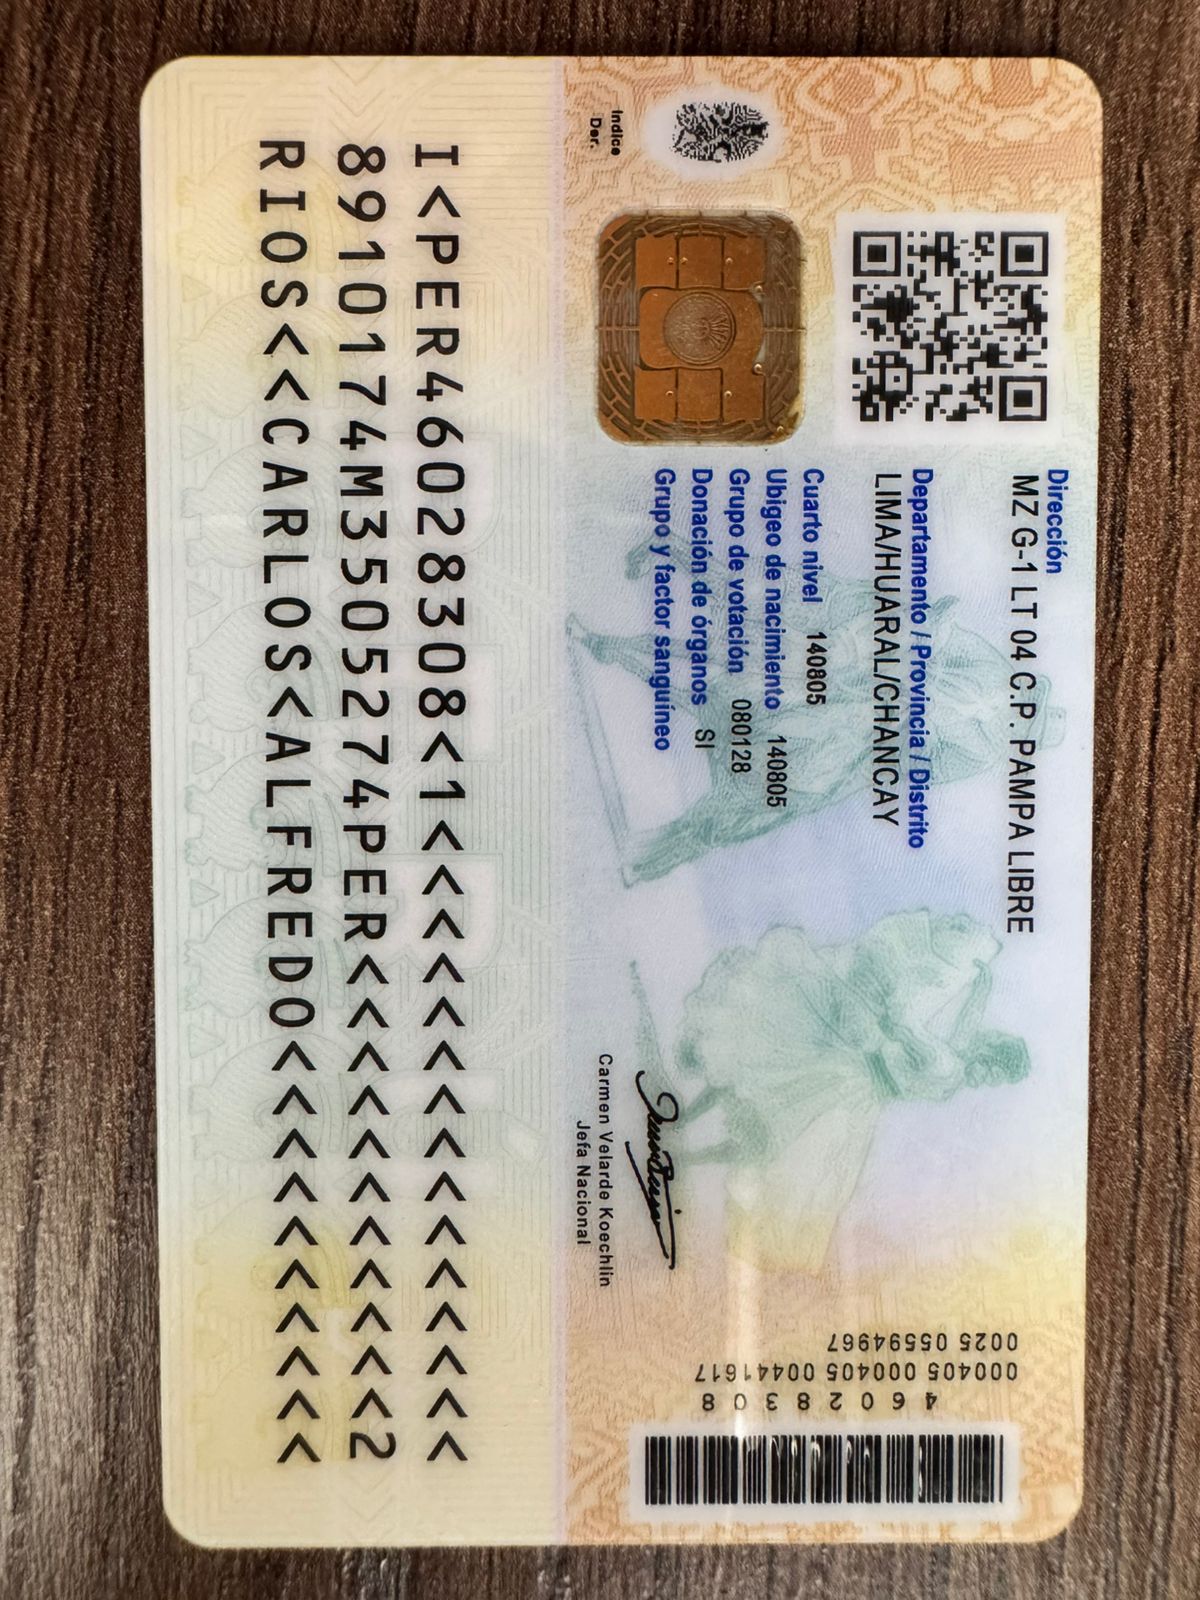 Indice
Der.
Dirección
MZ G-1 LT 04 C.P. PAMPA LIBRE
Departamento / Provincia / Distrito
LIMA/HUARAL/CHANCAY
Cuarto nivel 140805
Ubigeo de nacimiento 140805
Grupo de votación 080128
Donación de órganos SI
Grupo y factor sanguíneo
Carmen Velarde Koechlin
Jefa Nacional
0025 05594967
000405 000405 00441617
4 6 0 2 8 3 0 8
I<PER46028308<1<<<<<<<<<<<<<<<
8910174M3505274PER<<<<<<<<<<<2
RIOS<<CARLOS<ALFREDO<<<<<<<<<<